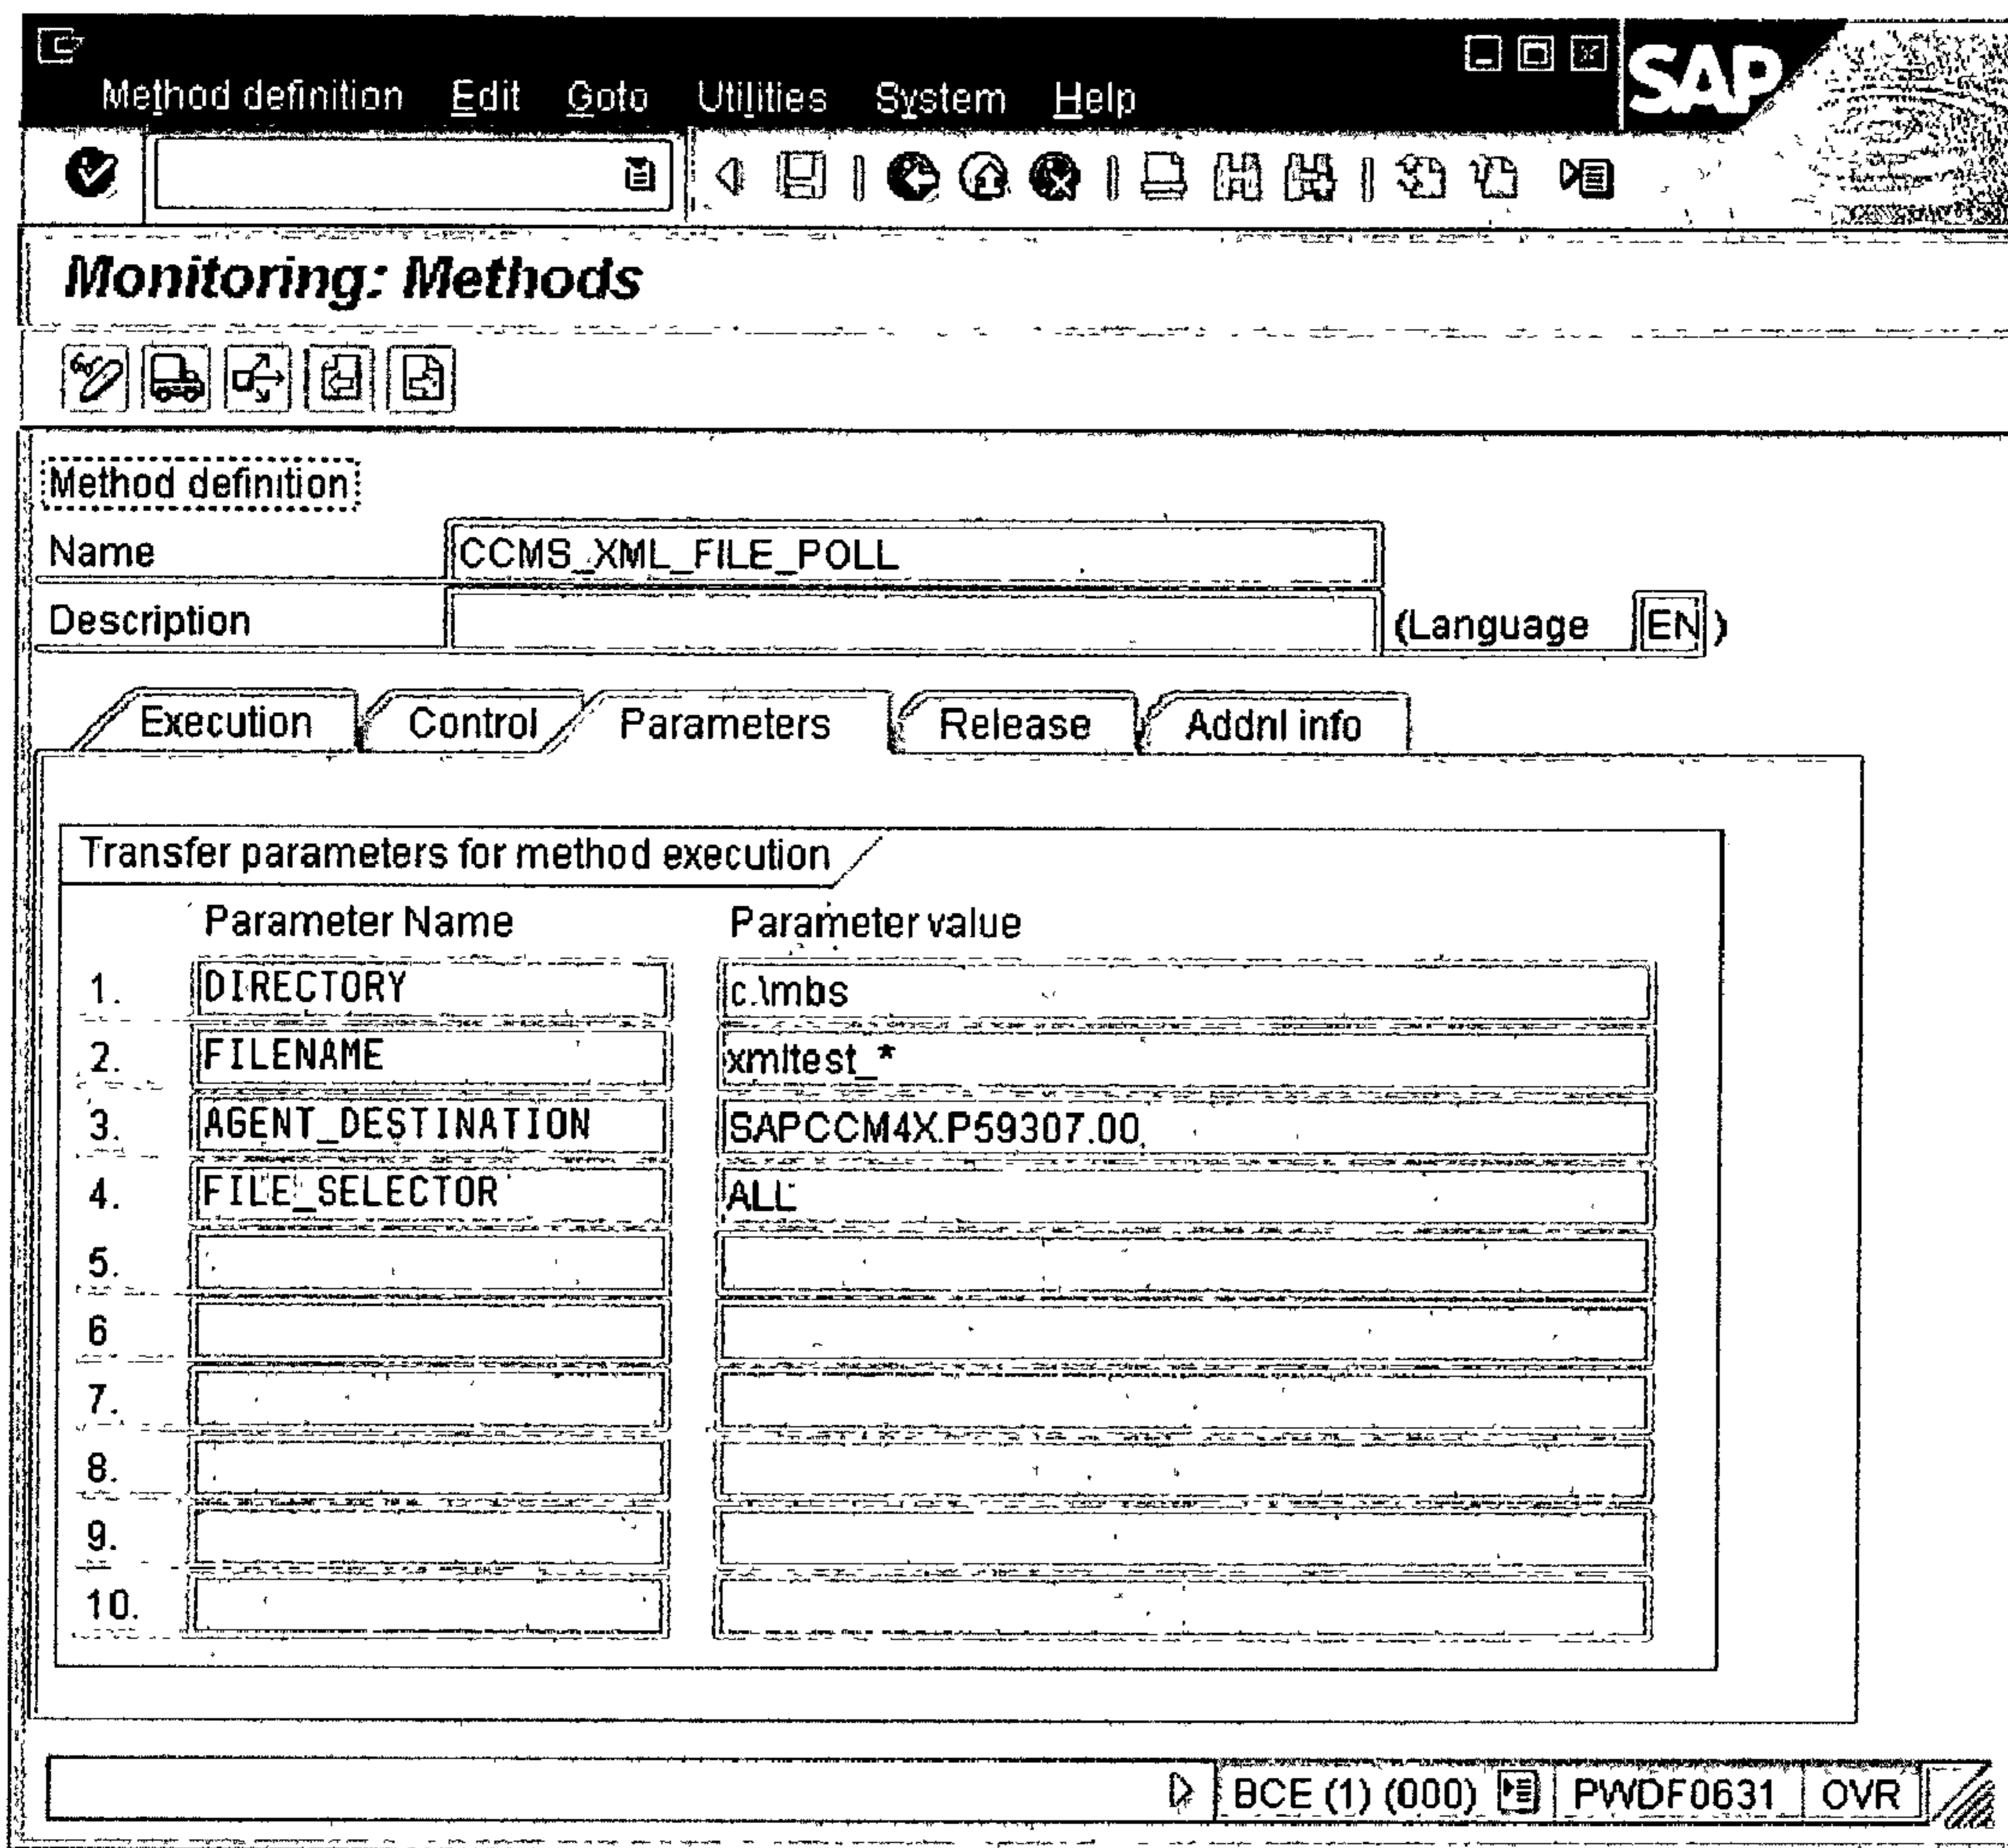 SAP
Method definition Edit Goto Utilities System Help
Monitoring: Methods
Method definition
Name CCMS_XML_FILE_POLL
Description (Language EN)
Execution Control Parameters Release Addnl info
Transfer parameters for method execution
Parameter Name Parameter value
1. DIRECTORY c:\mbs
2. FILENAME xmltest_*
3. AGENT_DESTINATION SAPCCM4X.P59307.00
4. FILE_SELECTOR ALL
5.
6
7.
8.
9.
10.
BCE (1) (000) PWDF0631 OVR